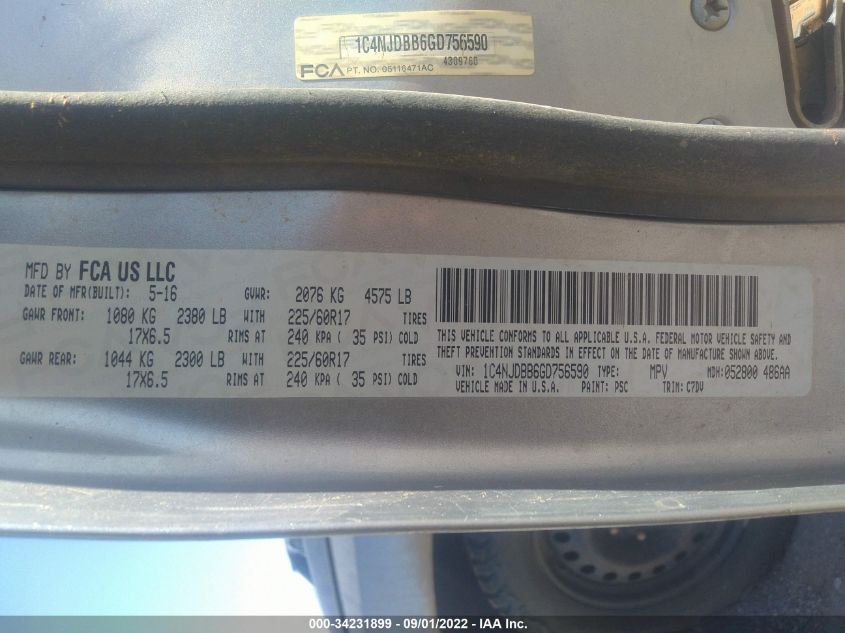 1C4NJDBB6GD756590
4309760
FCA PT. NO. 05116471AC
MFD BY FCA US LLC
DATE OF MFR(BUILT): 5-16 GVWR: 2076 KG 4575 LB
GAWR FRONT: 1080 KG 2380 LB WITH 225/60R17 TIRES
17X6.5 RIMS AT 240 KPA ( 35 PSI) COLD
GAWR REAR: 1044 KG 2300 LB WITH 225/60R17 TIRES
17X6.5 RIMS AT 240 KPA ( 35 PSI) COLD
THIS VEHICLE CONFORMS TO ALL APPLICABLE U.S.A. FEDERAL MOTOR VEHICLE SAFETY AND
THEFT PREVENTION STANDARDS IN EFFECT ON THE DATE OF MANUFACTURE SHOWN ABOVE.
VIN: 1C4NJDBB6GD756590 TYPE: MPV MDH: 052800 486AA
VEHICLE MADE IN U.S.A. PAINT: PSC TRIM: C7DV
000-34231899 - 09/01/2022 - IAA Inc.